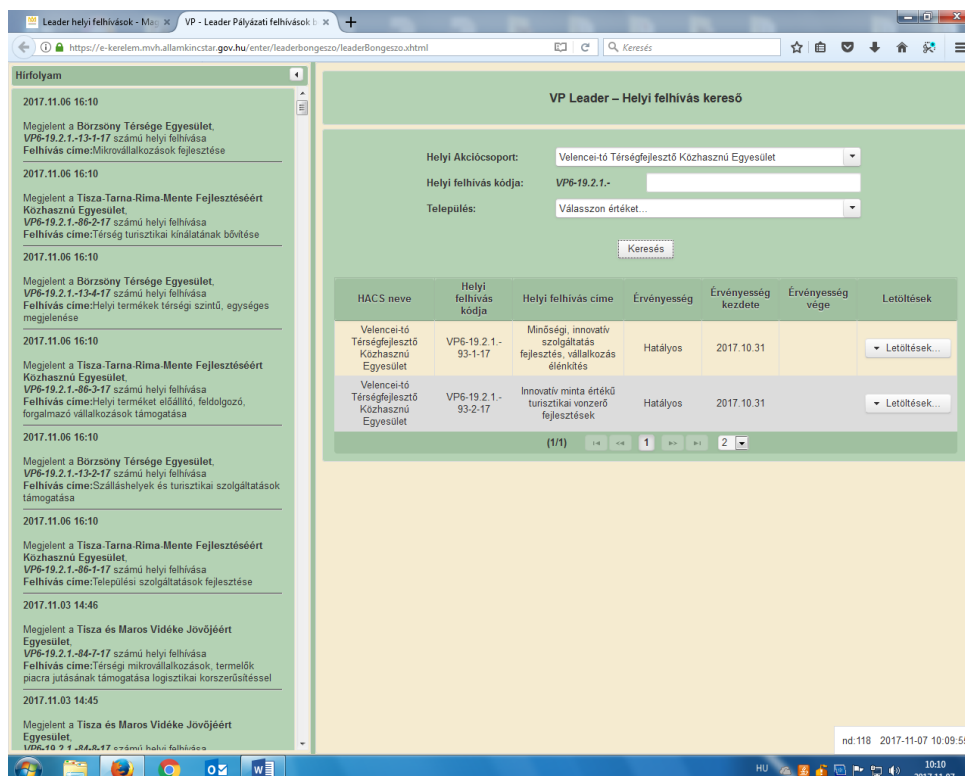 Leader helyi felhívások - Mag
VP - Leader Pályázati felhívások b
https://e-kerelem.mvh.allamkincstar.gov.hu/enter/leaderbongeszo/leaderBongeszo.xhtml
Keresés
Hírfolyam
2017.11.06 16:10
Megjelent a Börzsöny Térsége Egyesület,
VP6-19.2.1.-13-1-17 számú helyi felhívása
Felhívás címe:Mikrovállalkozások fejlesztése
2017.11.06 16:10
Megjelent a Tisza-Tarna-Rima-Mente Fejlesztéséért
Közhasznú Egyesület,
VP6-19.2.1.-86-2-17 számú helyi felhívása
Felhívás címe:Térség turisztikai kínálatának bővítése
2017.11.06 16:10
Megjelent a Börzsöny Térsége Egyesület,
VP6-19.2.1.-13-4-17 számú helyi felhívása
Felhívás címe:Helyi termékek térségi szintű, egységes
megjelenése
2017.11.06 16:10
Megjelent a Tisza-Tarna-Rima-Mente Fejlesztéséért
Közhasznú Egyesület,
VP6-19.2.1.-86-3-17 számú helyi felhívása
Felhívás címe:Helyi terméket előállító, feldolgozó,
forgalmazó vállalkozások támogatása
2017.11.06 16:10
Megjelent a Börzsöny Térsége Egyesület,
VP6-19.2.1.-13-2-17 számú helyi felhívása
Felhívás címe:Szálláshelyek és turisztikai szolgáltatások
támogatása
2017.11.06 16:10
Megjelent a Tisza-Tarna-Rima-Mente Fejlesztéséért
Közhasznú Egyesület,
VP6-19.2.1.-86-1-17 számú helyi felhívása
Felhívás címe:Települési szolgáltatások fejlesztése
2017.11.03 14:46
Megjelent a Tisza és Maros Vidéke Jövőjéért
Egyesület,
VP6-19.2.1.-84-7-17 számú helyi felhívása
Felhívás címe:Térségi mikrovállalkozások, termelők
piacra jutásának támogatása logisztikai korszerűsítéssel
2017.11.03 14:45
Megjelent a Tisza és Maros Vidéke Jövőjéért
Egyesület,
VP6-19.2.1.-84-8-17 számú helyi felhívása
VP Leader – Helyi felhívás kereső
Helyi Akciócsoport: Velencei-tó Térségfejlesztő Közhasznú Egyesület
Helyi felhívás kódja: VP6-19.2.1.-
Település: Válasszon értéket...
Keresés
HACS neve
Helyi
felhívás
kódja
Helyi felhívás címe
Érvényesség
Érvényesség
kezdete
Érvényesség
vége
Letöltések
Velencei-tó
Térségfejlesztő
Közhasznú
Egyesület
VP6-19.2.1.-
93-1-17
Minőségi, innovatív
szolgáltatás
fejlesztés, vállalkozás
élénkítés
Hatályos
2017.10.31
Letöltések...
Velencei-tó
Térségfejlesztő
Közhasznú
Egyesület
VP6-19.2.1.-
93-2-17
Innovatív minta értékű
turisztikai vonzerő
fejlesztések
Hatályos
2017.10.31
Letöltések...
(1/1) 1 2
nd:118 2017-11-07 10:09:59
HU
10:10
2017.11.07